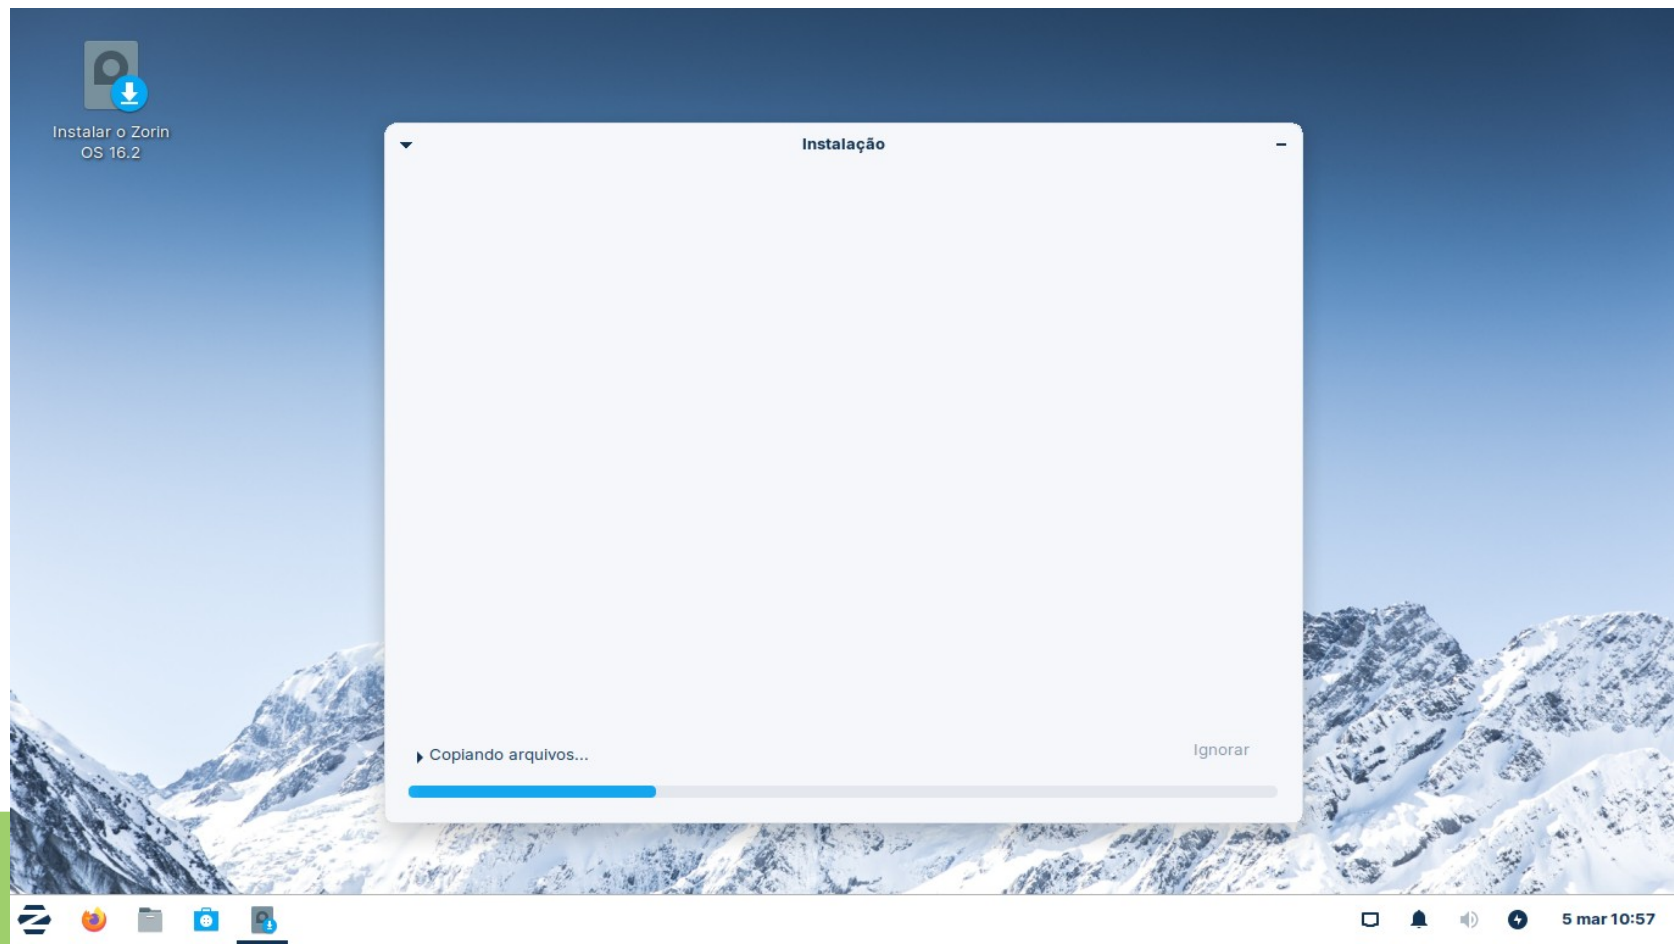 Instalar o Zorin
OS 16.2
Instalação
Copiando arquivos...
Ignorar
5 mar 10:57